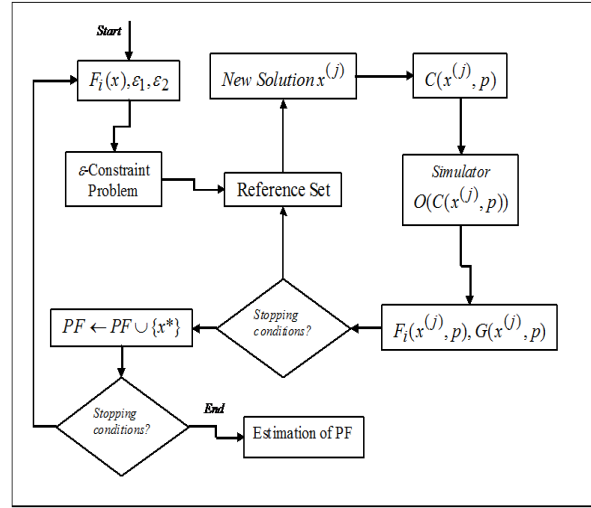 Start
F_i(x), ε_1, ε_2
New Solution x^(j)
C(x^(j), p)
ε-Constraint
Problem
Reference Set
Simulator
O(C(x^(j), p))
PF ← PF ∪ {x*}
Stopping
conditions?
F_i(x^(j), p), G(x^(j), p)
Stopping
conditions?
End
Estimation of PF